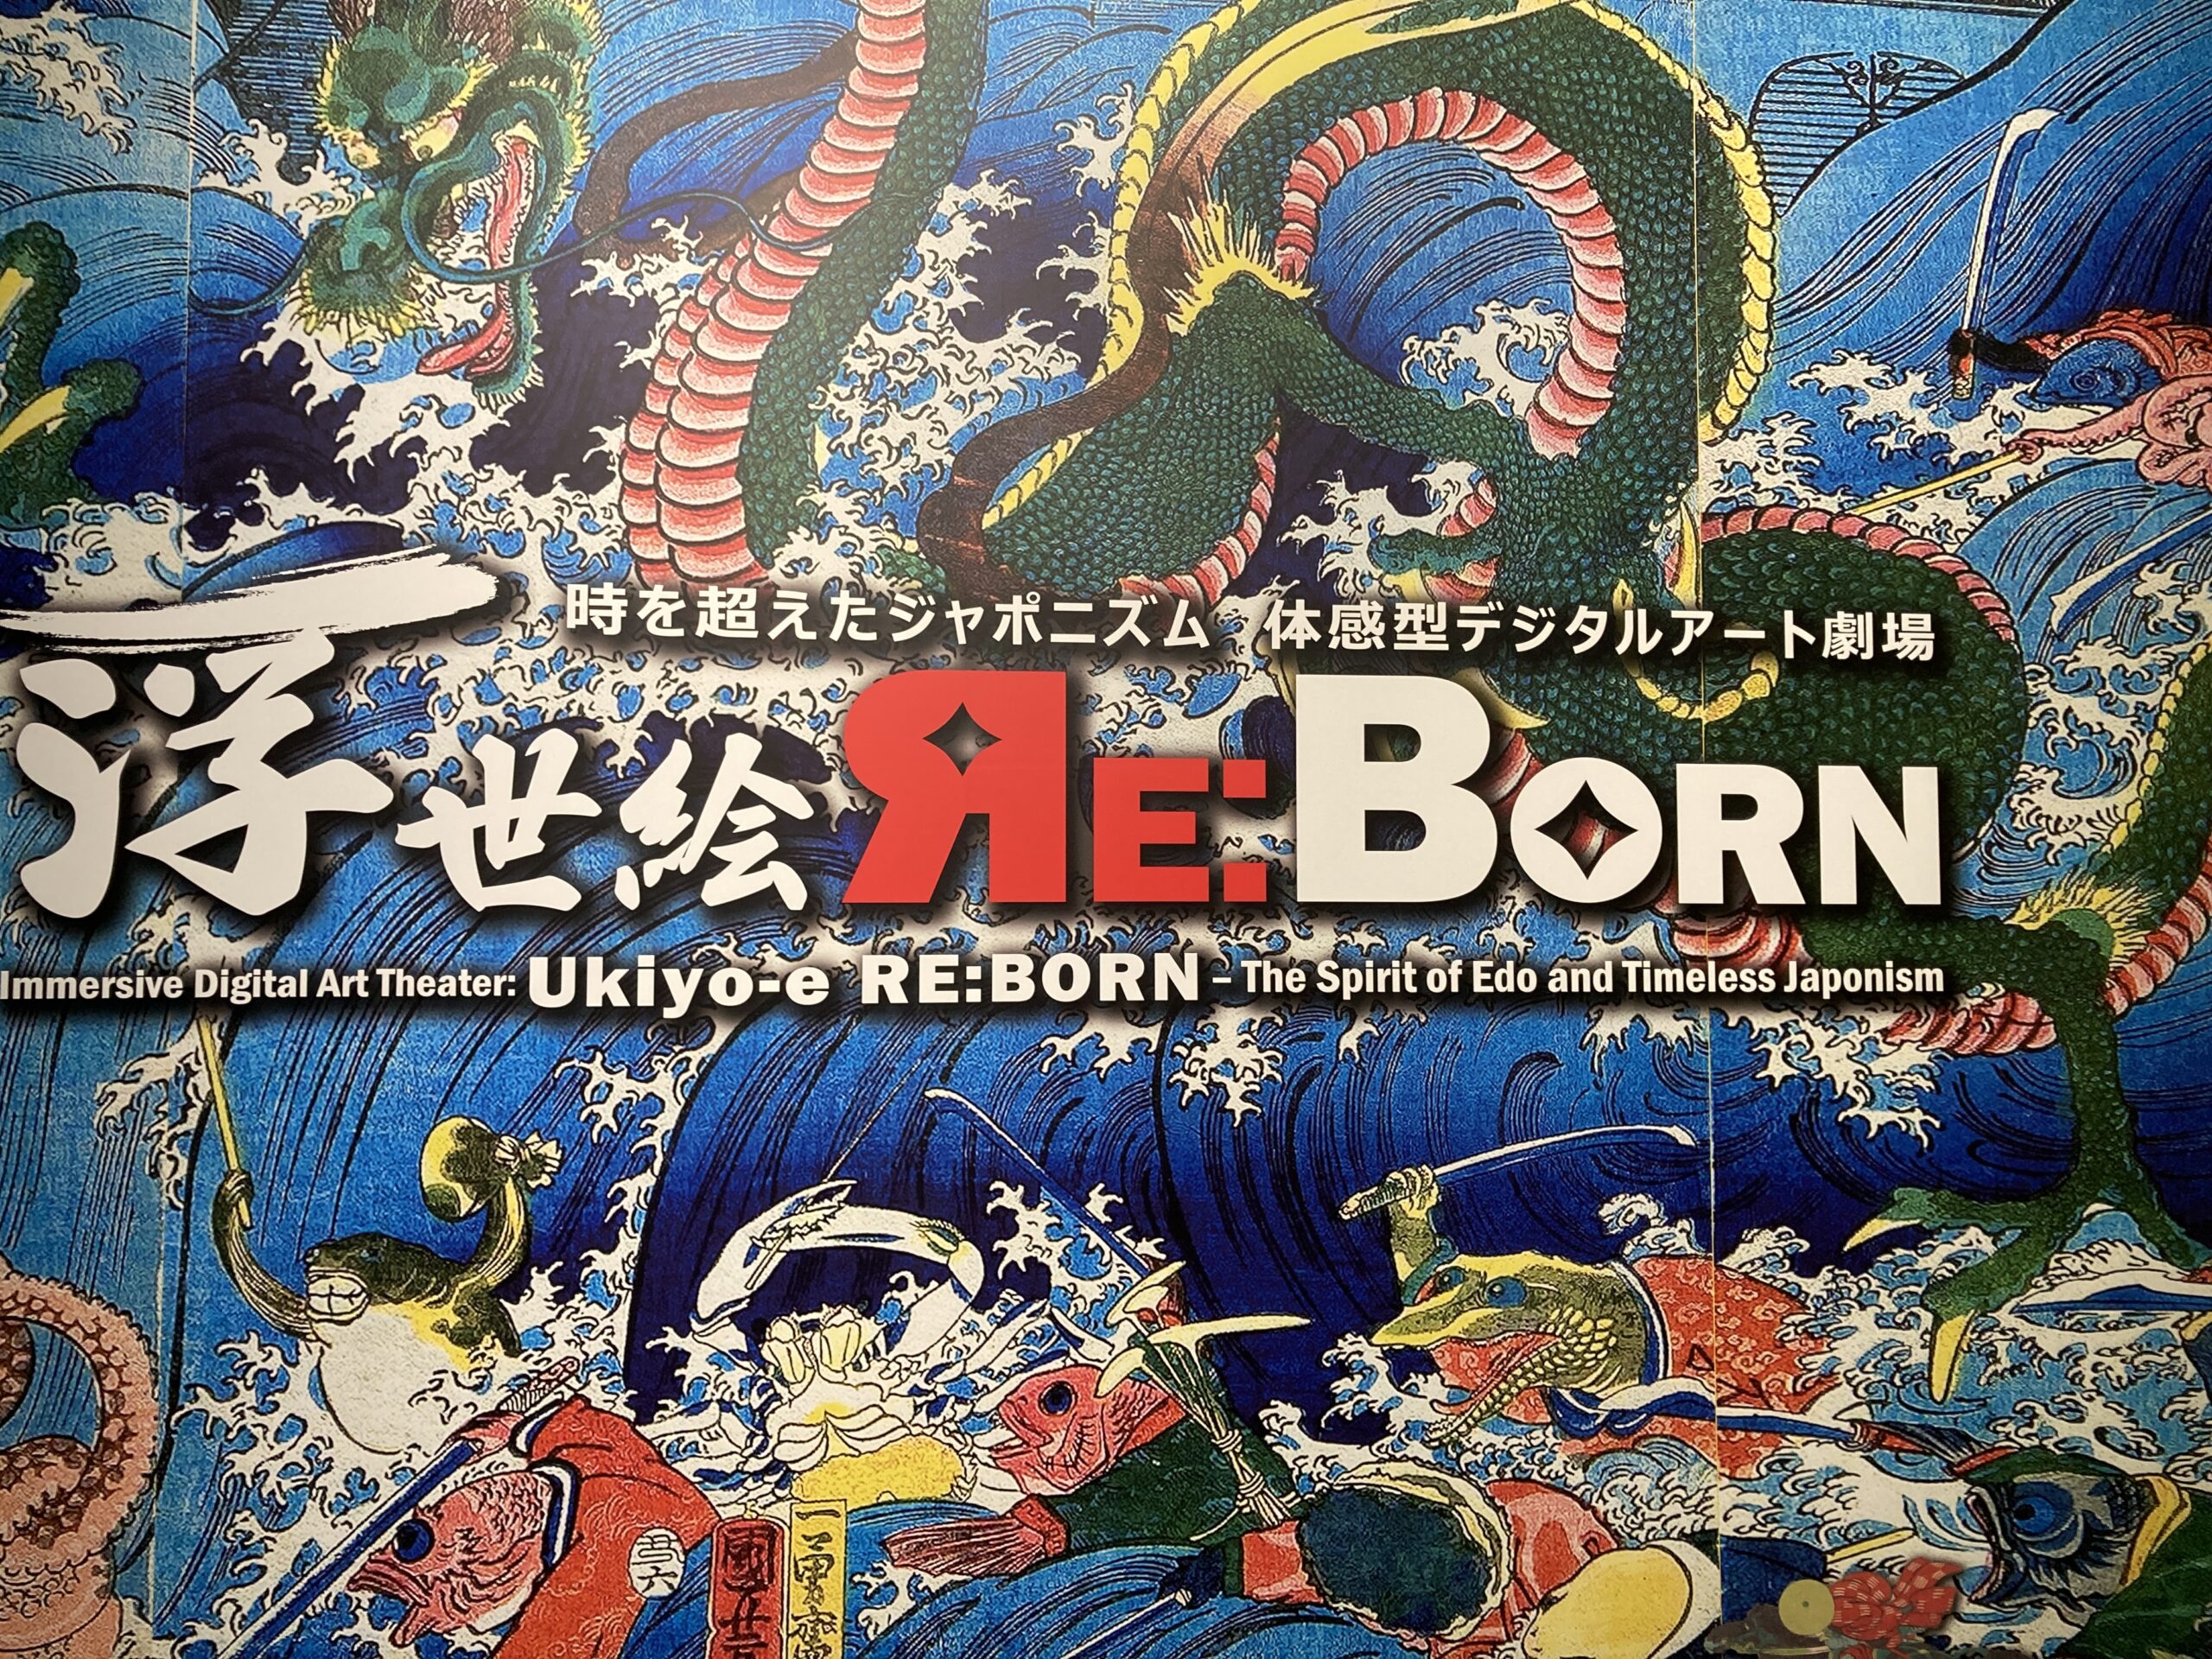 時を超えたジャポニズム 体感型デジタルアート劇場
浮世絵 RE:BORN
Immersive Digital Art Theater: Ukiyo-e RE:BORN – The Spirit of Edo and Timeless Japonism